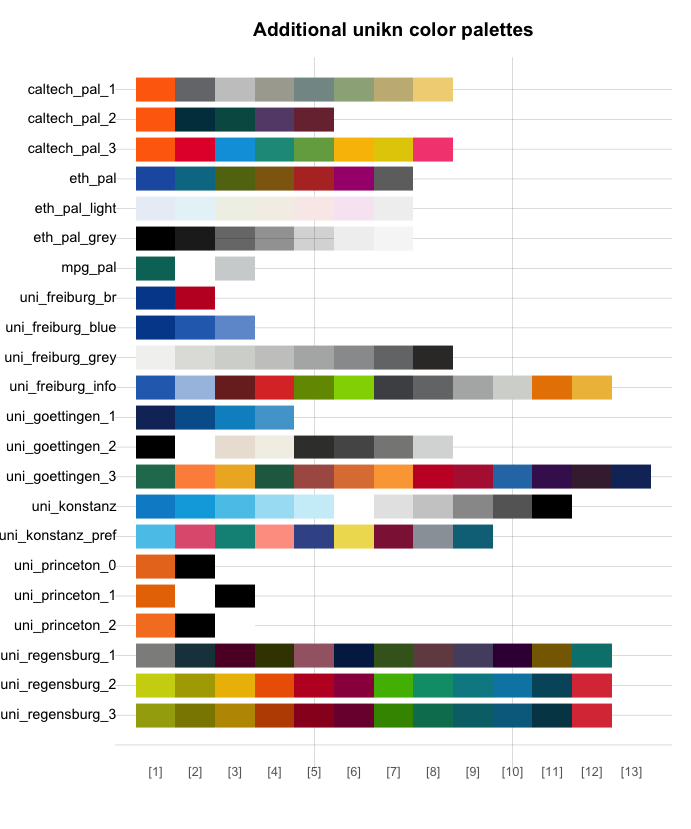 Additional unikn color palettes
caltech_pal_1
caltech_pal_2
caltech_pal_3
eth_pal
eth_pal_light
eth_pal_grey
mpg_pal
uni_freiburg_br
uni_freiburg_blue
uni_freiburg_grey
uni_freiburg_info
uni_goettingen_1
uni_goettingen_2
uni_goettingen_3
uni_konstanz
uni_konstanz_pref
uni_princeton_0
uni_princeton_1
uni_princeton_2
uni_regensburg_1
uni_regensburg_2
uni_regensburg_3
[1] [2] [3] [4] [5] [6] [7] [8] [9] [10] [11] [12] [13]